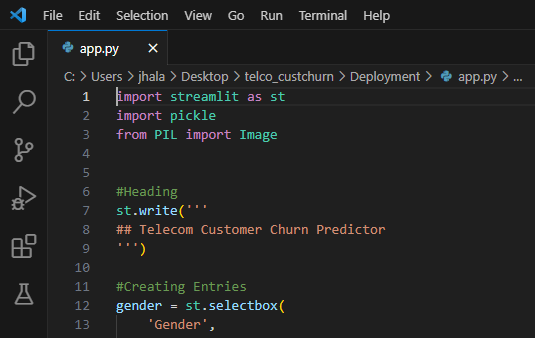 File Edit Selection View Go Run Terminal Help
app.py
C: > Users > jhala > Desktop > telco_custchurn > Deployment > app.py > ...
1 import streamlit as st
2 import pickle
3 from PIL import Image
4
5
6 #Heading
7 st.write('''
8 ## Telecom Customer Churn Predictor
9 ''')
10
11 #Creating Entries
12 gender = st.selectbox(
13     'Gender',